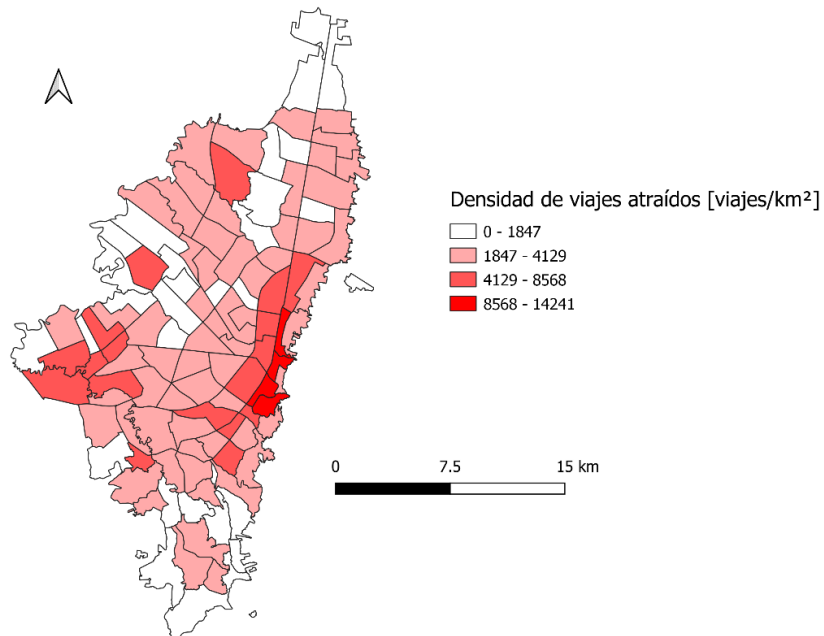 Densidad de viajes atraídos [viajes/km²]
0 - 1847
1847 - 4129
4129 - 8568
8568 - 14241
0 7.5 15 km